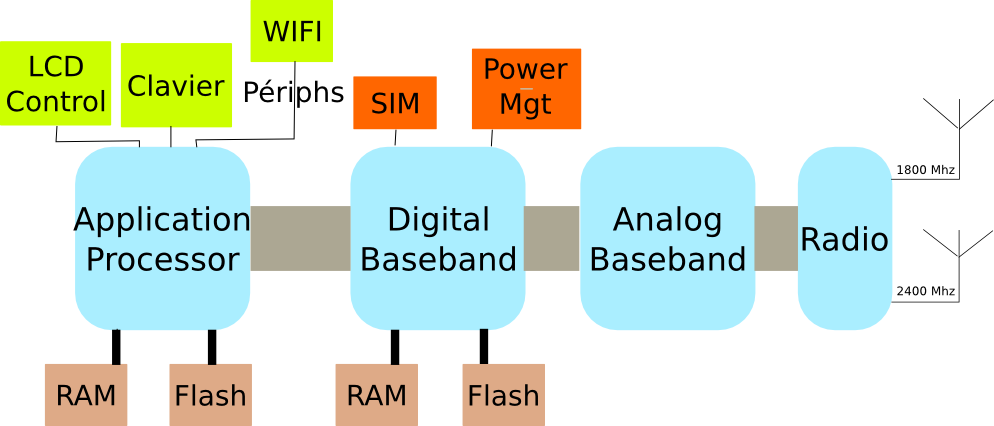 WIFI
LCD
Control
Clavier
Périphs
SIM
Power
Mgt
Application
Processor
Digital
Baseband
Analog
Baseband
Radio
1800 Mhz
2400 Mhz
RAM
Flash
RAM
Flash